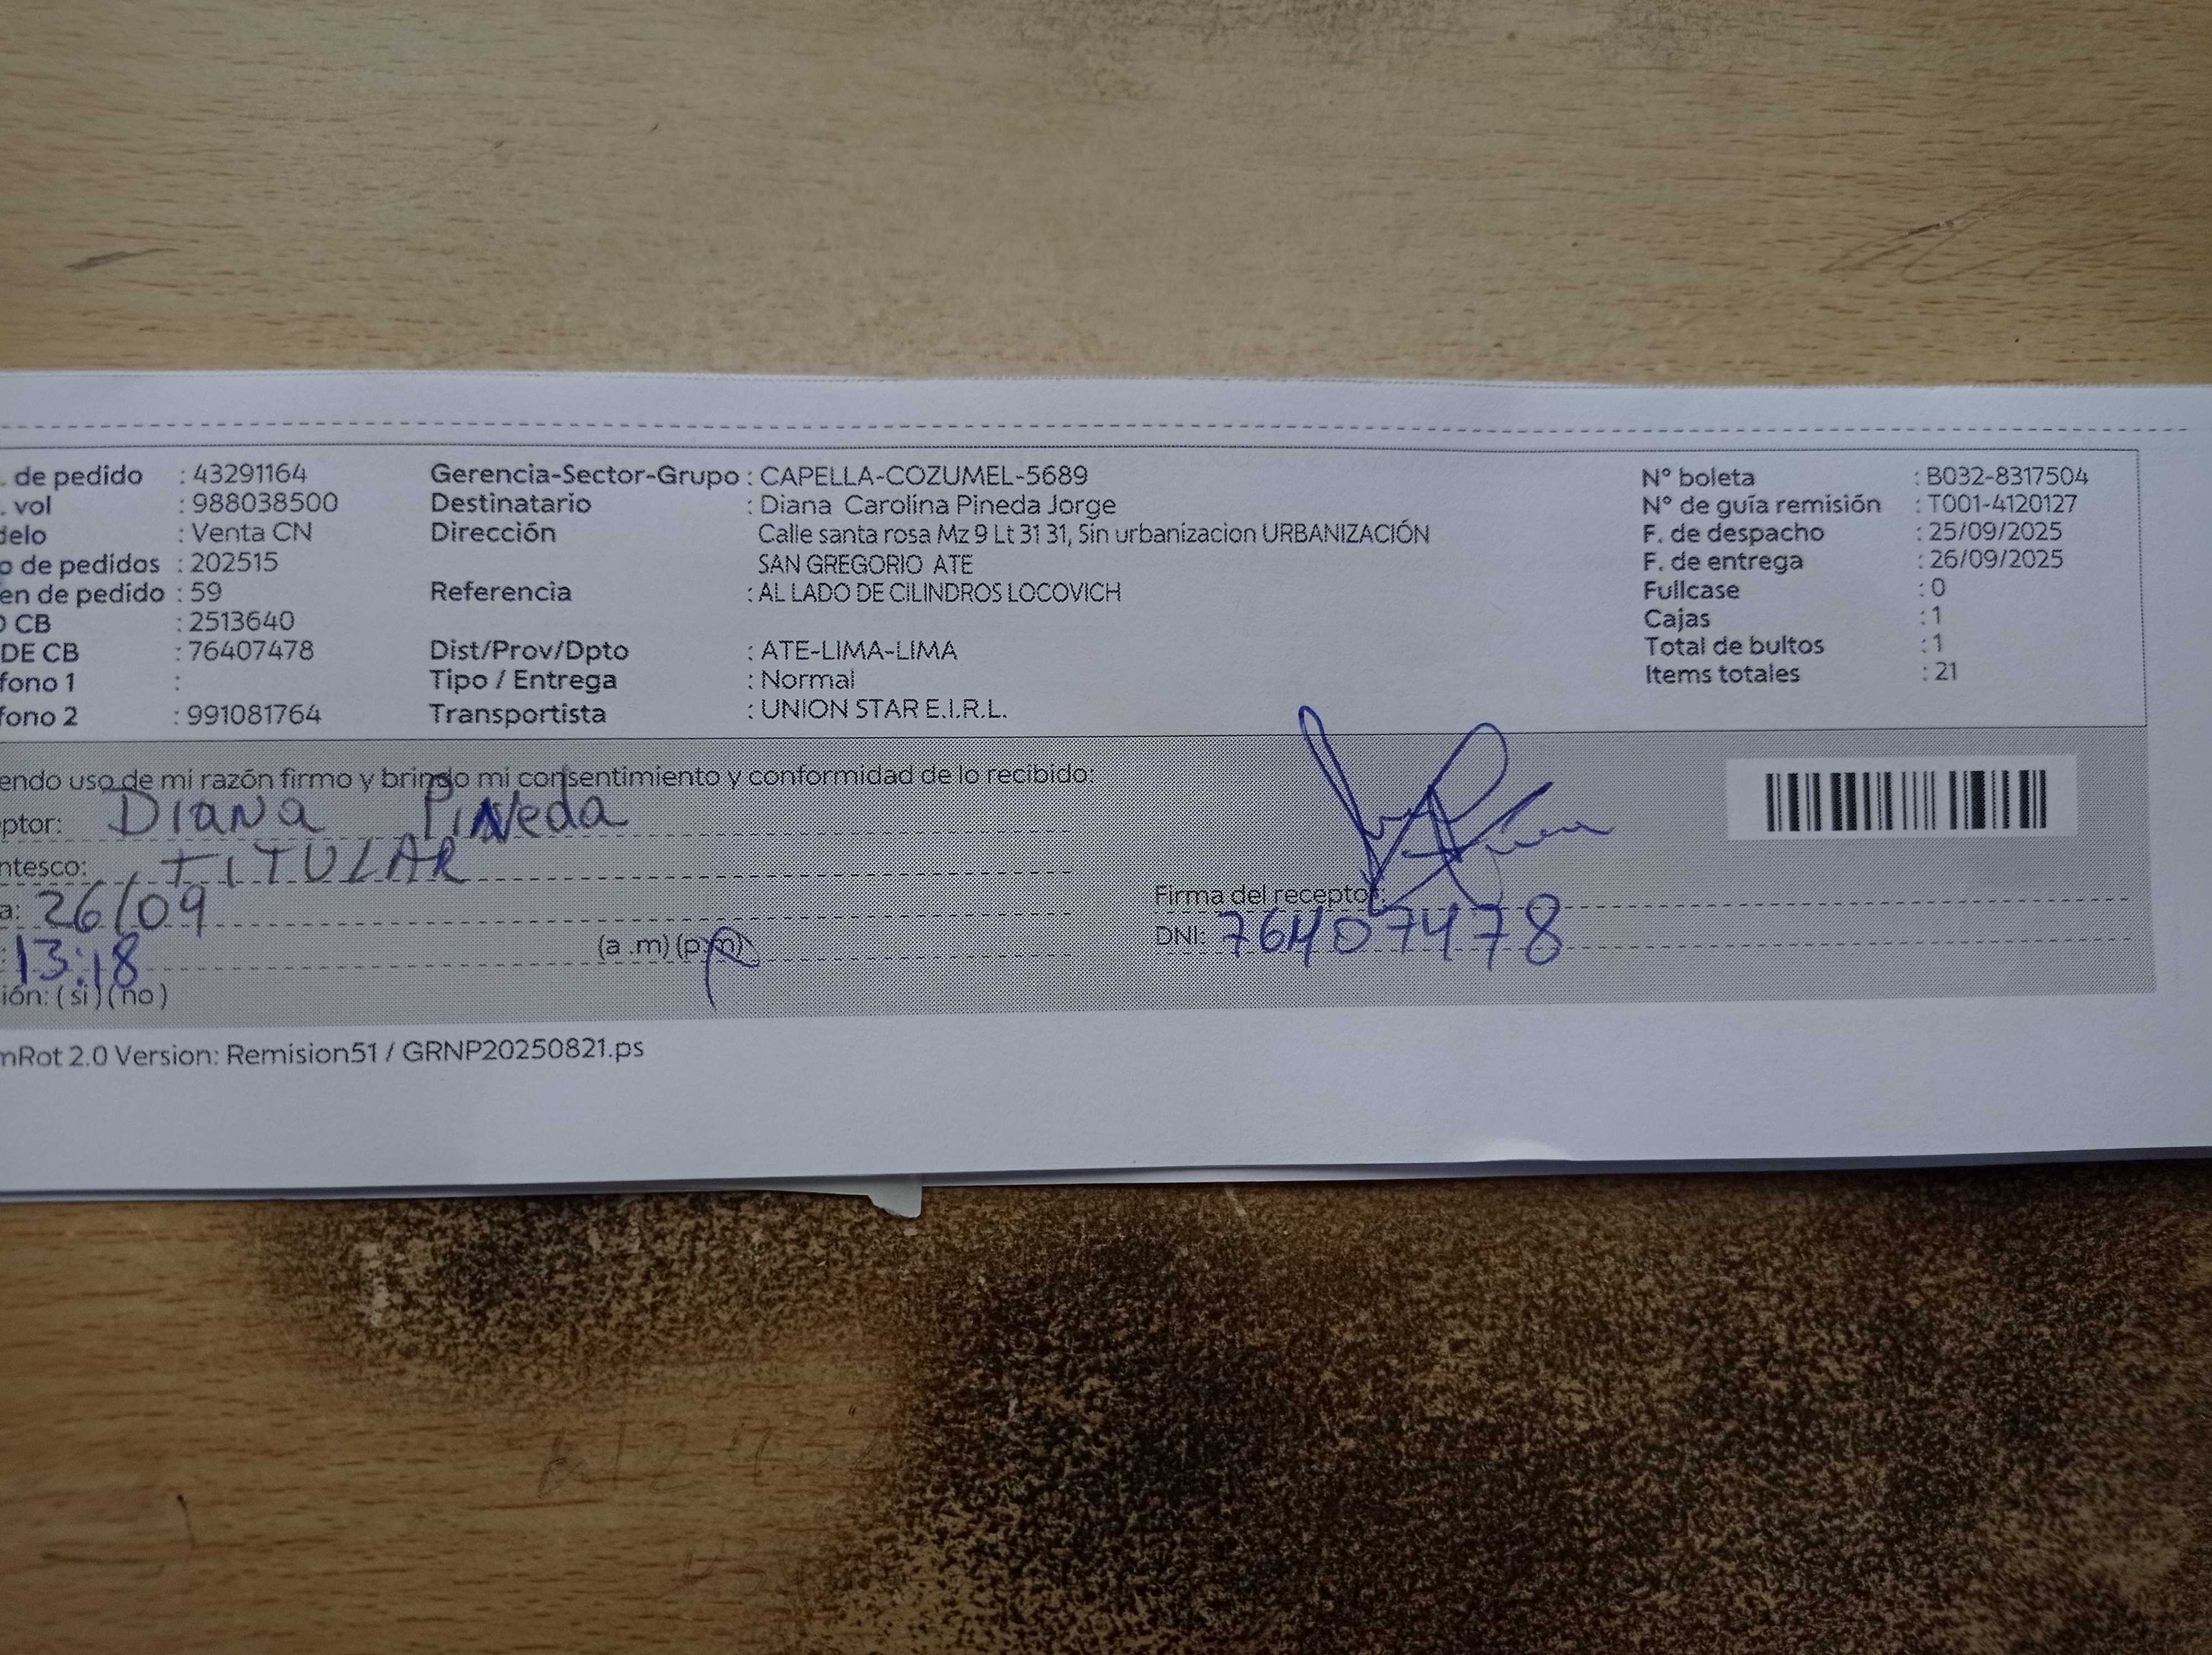 . de pedido : 43291164 Gerencia-Sector-Grupo : CAPELLA-COZUMEL-5689 N° boleta : B032-8317504
. vol : 988038500 Destinatario : Diana Carolina Pineda Jorge N° de guía remisión : T001-4120127
delo : Venta CN Dirección Calle santa rosa Mz 9 Lt 31 31, Sin urbanizacion URBANIZACIÓN F. de despacho : 25/09/2025
o de pedidos : 202515 SAN GREGORIO ATE F. de entrega : 26/09/2025
en de pedido : 59 Referencia : AL LADO DE CILINDROS LOCOVICH Fullcase : 0
O CB : 2513640 Cajas : 1
DE CB : 76407478 Dist/Prov/Dpto : ATE-LIMA-LIMA Total de bultos : 1
fono 1 : Tipo / Entrega : Normal Items totales : 21
fono 2 : 991081764 Transportista : UNION STAR E.I.R.L.
endo uso de mi razón firmo y brindo mi consentimiento y conformidad de lo recibido:
ptor: Diana Pineda
ntesco: TITULAR
a: 26/09 Firma del receptor:
: 13:18 (a .m) (p.m) DNI: 76407478
ión: ( si ) ( no )
mRot 2.0 Version: Remision51 / GRNP20250821.ps